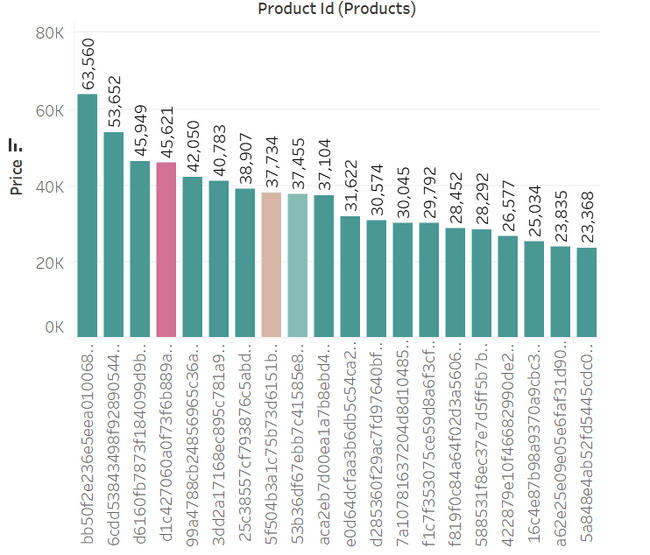 Product Id (Products)
Price
80K
60K
40K
20K
0K
63,560
53,652
45,949
45,621
42,050
40,783
38,907
37,734
37,455
37,104
31,622
30,574
30,045
29,792
28,452
28,292
26,577
25,034
23,835
23,368
bb50f2e236e5eea010068..
6cdd53843498f92890544..
d6160fb7873f184099d9b..
d1c427060a0f73f6b889a..
99a4788cb24856965c36a..
3dd2a17168ec895c781a9..
25c38557cf793876c5abd..
5f504b3a1c75b73d6151b..
53b36df67ebb7c41585e8..
aca2eb7d00ea1a7b8ebd4..
e0d64dcfaa3b6db5c54ca2..
d285360f29ac7fd97640bf..
7a10781637204d8d10485..
f1c7f353075ce59d8a6f3cf..
f819f0c84a64f02d3a5606..
588531f8ec37e7d5ff5b7b..
422879e10f46682990de2..
16c4e87b98a9370a9cbc3..
a62e25e09e05e6faf31d90..
5a848e4ab52fd5445cdc0..